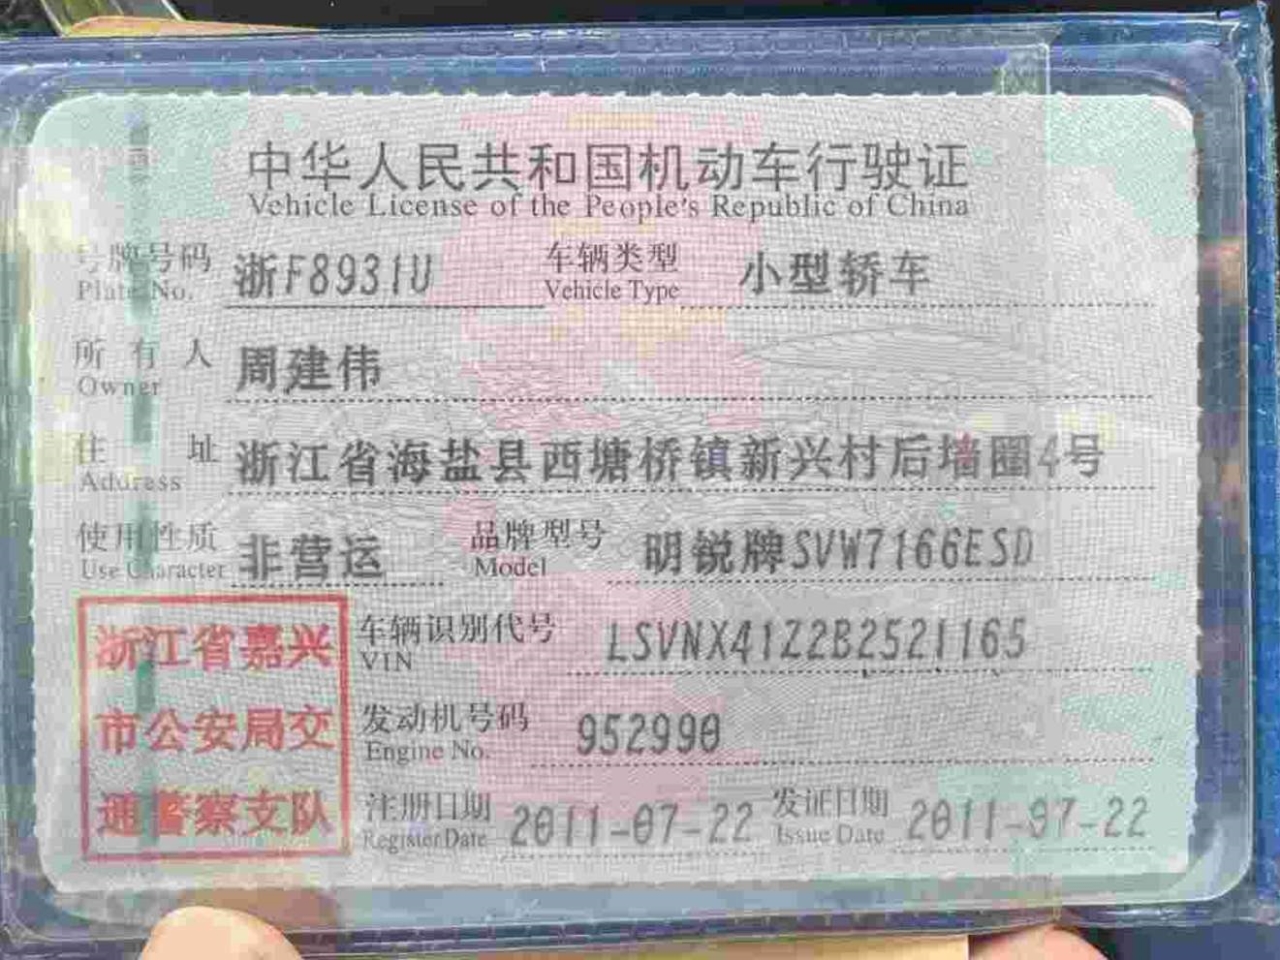 中华人民共和国机动车行驶证
Vehicle License of the People's Republic of China
号牌号码 浙F8931U 车辆类型 小型轿车
Plate No. Vehicle Type
所有人 周建伟
Owner
住址 浙江省海盐县西塘桥镇新兴村后墙圈4号
Address
使用性质 非营运 品牌型号 明锐牌SVW7166ESD
Use Character Model
浙江省嘉兴 车辆识别代号 LSVNX41Z2B2521165
VIN
市公安局交 发动机号码 952990
Engine No.
通警察支队 注册日期 2011-07-22 发证日期 2011-07-22
Register Date Issue Date